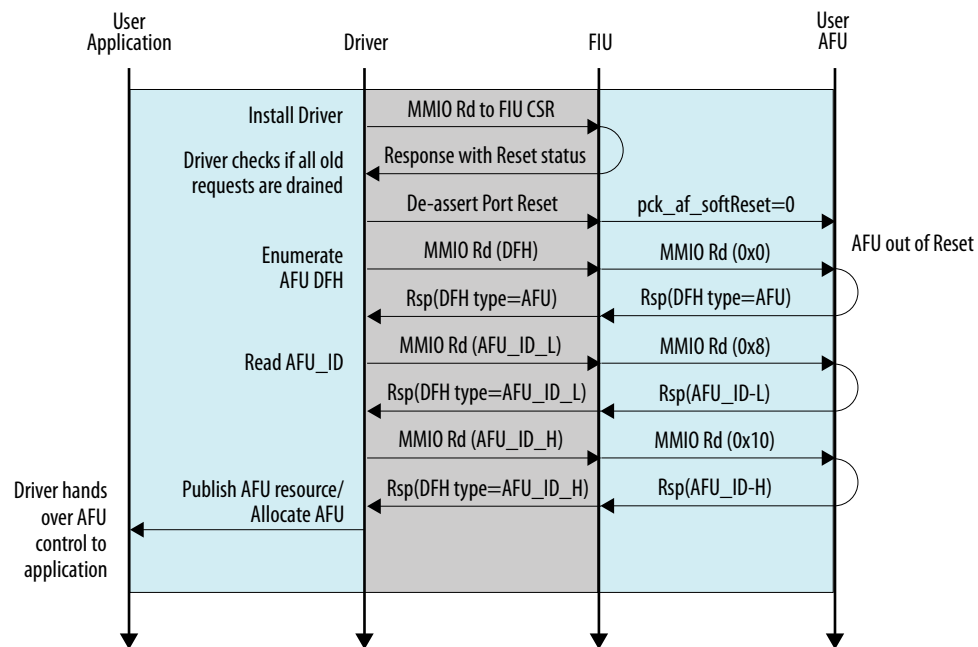 User
Application
Driver
FIU
User
AFU
Install Driver
MMIO Rd to FIU CSR
Driver checks if all old
requests are drained
Response with Reset status
De-assert Port Reset
pck_af_softReset=0
AFU out of Reset
Enumerate
AFU DFH
MMIO Rd (DFH)
MMIO Rd (0x0)
Rsp(DFH type=AFU)
Rsp(DFH type=AFU)
Read AFU_ID
MMIO Rd (AFU_ID_L)
MMIO Rd (0x8)
Rsp(DFH type=AFU_ID_L)
Rsp(AFU_ID-L)
MMIO Rd (AFU_ID_H)
MMIO Rd (0x10)
Driver hands
over AFU
control to
application
Publish AFU resource/
Allocate AFU
Rsp(DFH type=AFU_ID_H)
Rsp(AFU_ID-H)